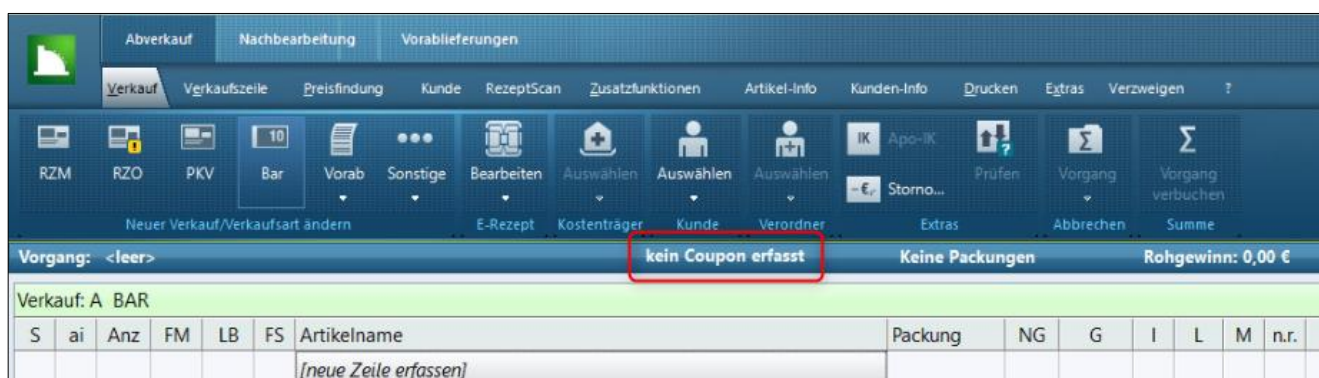 Abverkauf Nachbearbeitung Vorablieferungen
Verkauf Verkaufszeile Preisfindung Kunde RezeptScan Zusatzfunktionen Artikel-Info Kunden-Info Drucken Extras Verzweigen ?
10 IK Apo-IK
RZM RZO PKV Bar Vorab Sonstige Bearbeiten Auswählen Auswählen Auswählen -€, Storno... Prüfen Vorgang Vorgang verbuchen
Neuer Verkauf/Verkaufsart ändern E-Rezept Kostenträger Kunde Verordner Extras Abbrechen Summe
Vorgang: <leer> kein Coupon erfasst Keine Packungen Rohgewinn: 0,00 €
Verkauf: A BAR
S ai Anz FM LB FS Artikelname Packung NG G I L M n.r.
[neue Zeile erfassen]